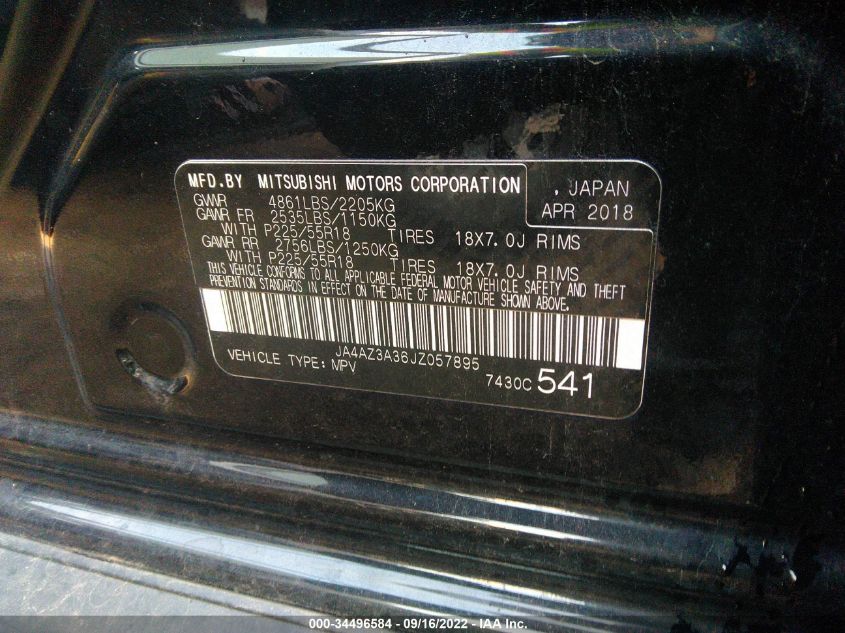 MFD.BY MITSUBISHI MOTORS CORPORATION , JAPAN
GVWR 4861LBS/2205KG APR 2018
GAWR FR 2535LBS/1150KG
WITH P225/55R18 TIRES 18X7.0J RIMS
GAWR RR 2756LBS/1250KG
WITH P225/55R18 TIRES 18X7.0J RIMS
THIS VEHICLE CONFORMS TO ALL APPLICABLE FEDERAL MOTOR VEHICLE SAFETY AND THEFT
PREVENTION STANDARDS IN EFFECT ON THE DATE OF MANUFACTURE SHOWN ABOVE.
JA4AZ3A36JZ057895
VEHICLE TYPE: MPV 7430C 541
000-34496584 - 09/16/2022 - IAA Inc.